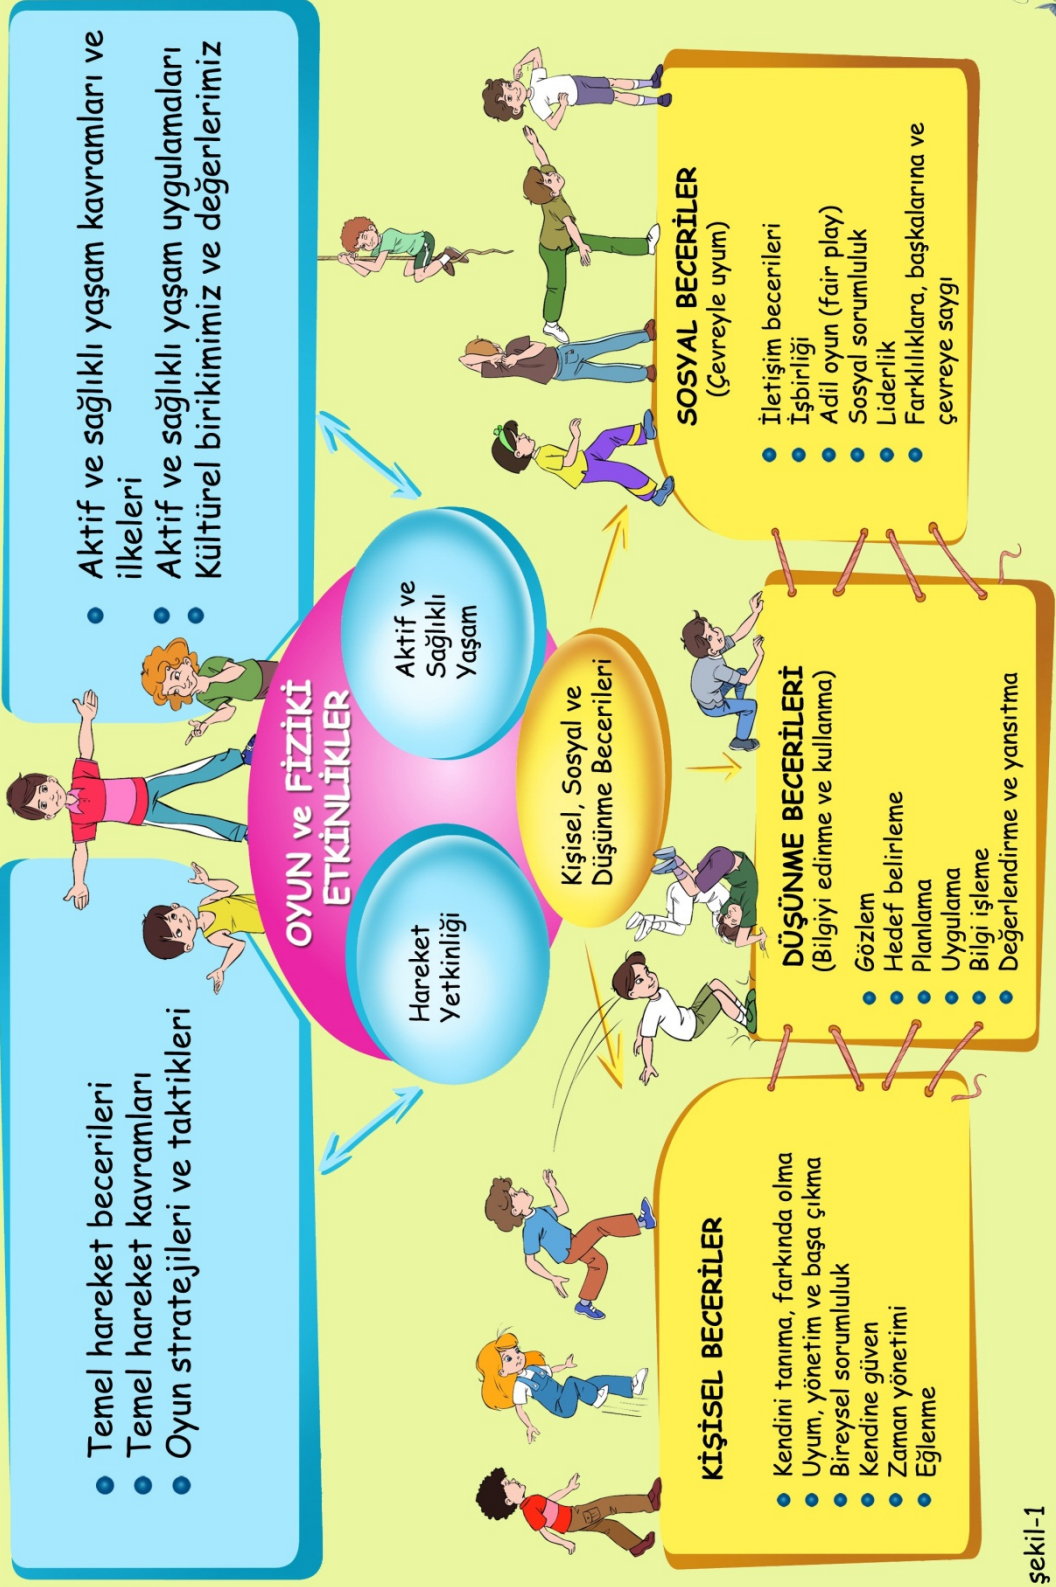 Temel hareket becerileri
Temel hareket kavramları
Oyun stratejileri ve taktikleri
Aktif ve sağlıklı yaşam kavramları ve
ilkeleri
Aktif ve sağlıklı yaşam uygulamaları
Kültürel birikimimiz ve değerlerimiz
OYUN ve FİZİKİ
ETKİNLİKLER
Hareket
Yetkinliği
Aktif ve
Sağlıklı
Yaşam
Kişisel, Sosyal ve
Düşünme Becerileri
KİŞİSEL BECERİLER
Kendini tanıma, farkında olma
Uyum, yönetim ve başa çıkma
Bireysel sorumluluk
Kendine güven
Zaman yönetimi
Eğlenme
DÜŞÜNME BECERİLERİ
(Bilgiyi edinme ve kullanma)
Gözlem
Hedef belirleme
Planlama
Uygulama
Bilgi işleme
Değerlendirme ve yansıtma
SOSYAL BECERİLER
(Çevreyle uyum)
İletişim becerileri
İşbirliği
Adil oyun (fair play)
Sosyal sorumluluk
Liderlik
Farklılıklara, başkalarına ve
çevreye saygı
şekil-1